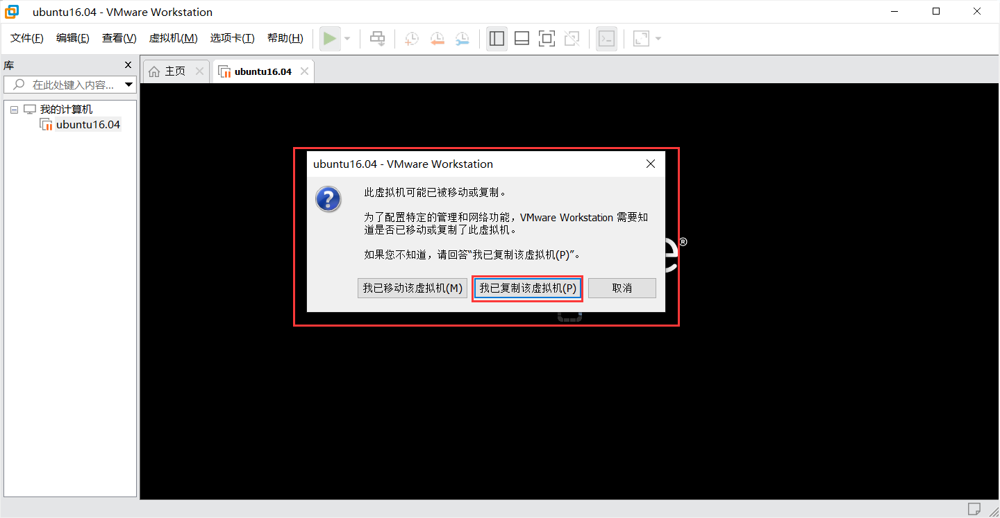 ubuntu16.04 - VMware Workstation
文件(F) 编辑(E) 查看(V) 虚拟机(M) 选项卡(T) 帮助(H)
库
在此处键入内容...
我的计算机
ubuntu16.04
主页
ubuntu16.04
ubuntu16.04 - VMware Workstation
此虚拟机可能已被移动或复制。
为了配置特定的管理和网络功能，VMware Workstation 需要知
道是否已移动或复制了此虚拟机。
如果您不知道，请回答“我已复制该虚拟机(P)”。
我已移动该虚拟机(M) 我已复制该虚拟机(P) 取消
e®